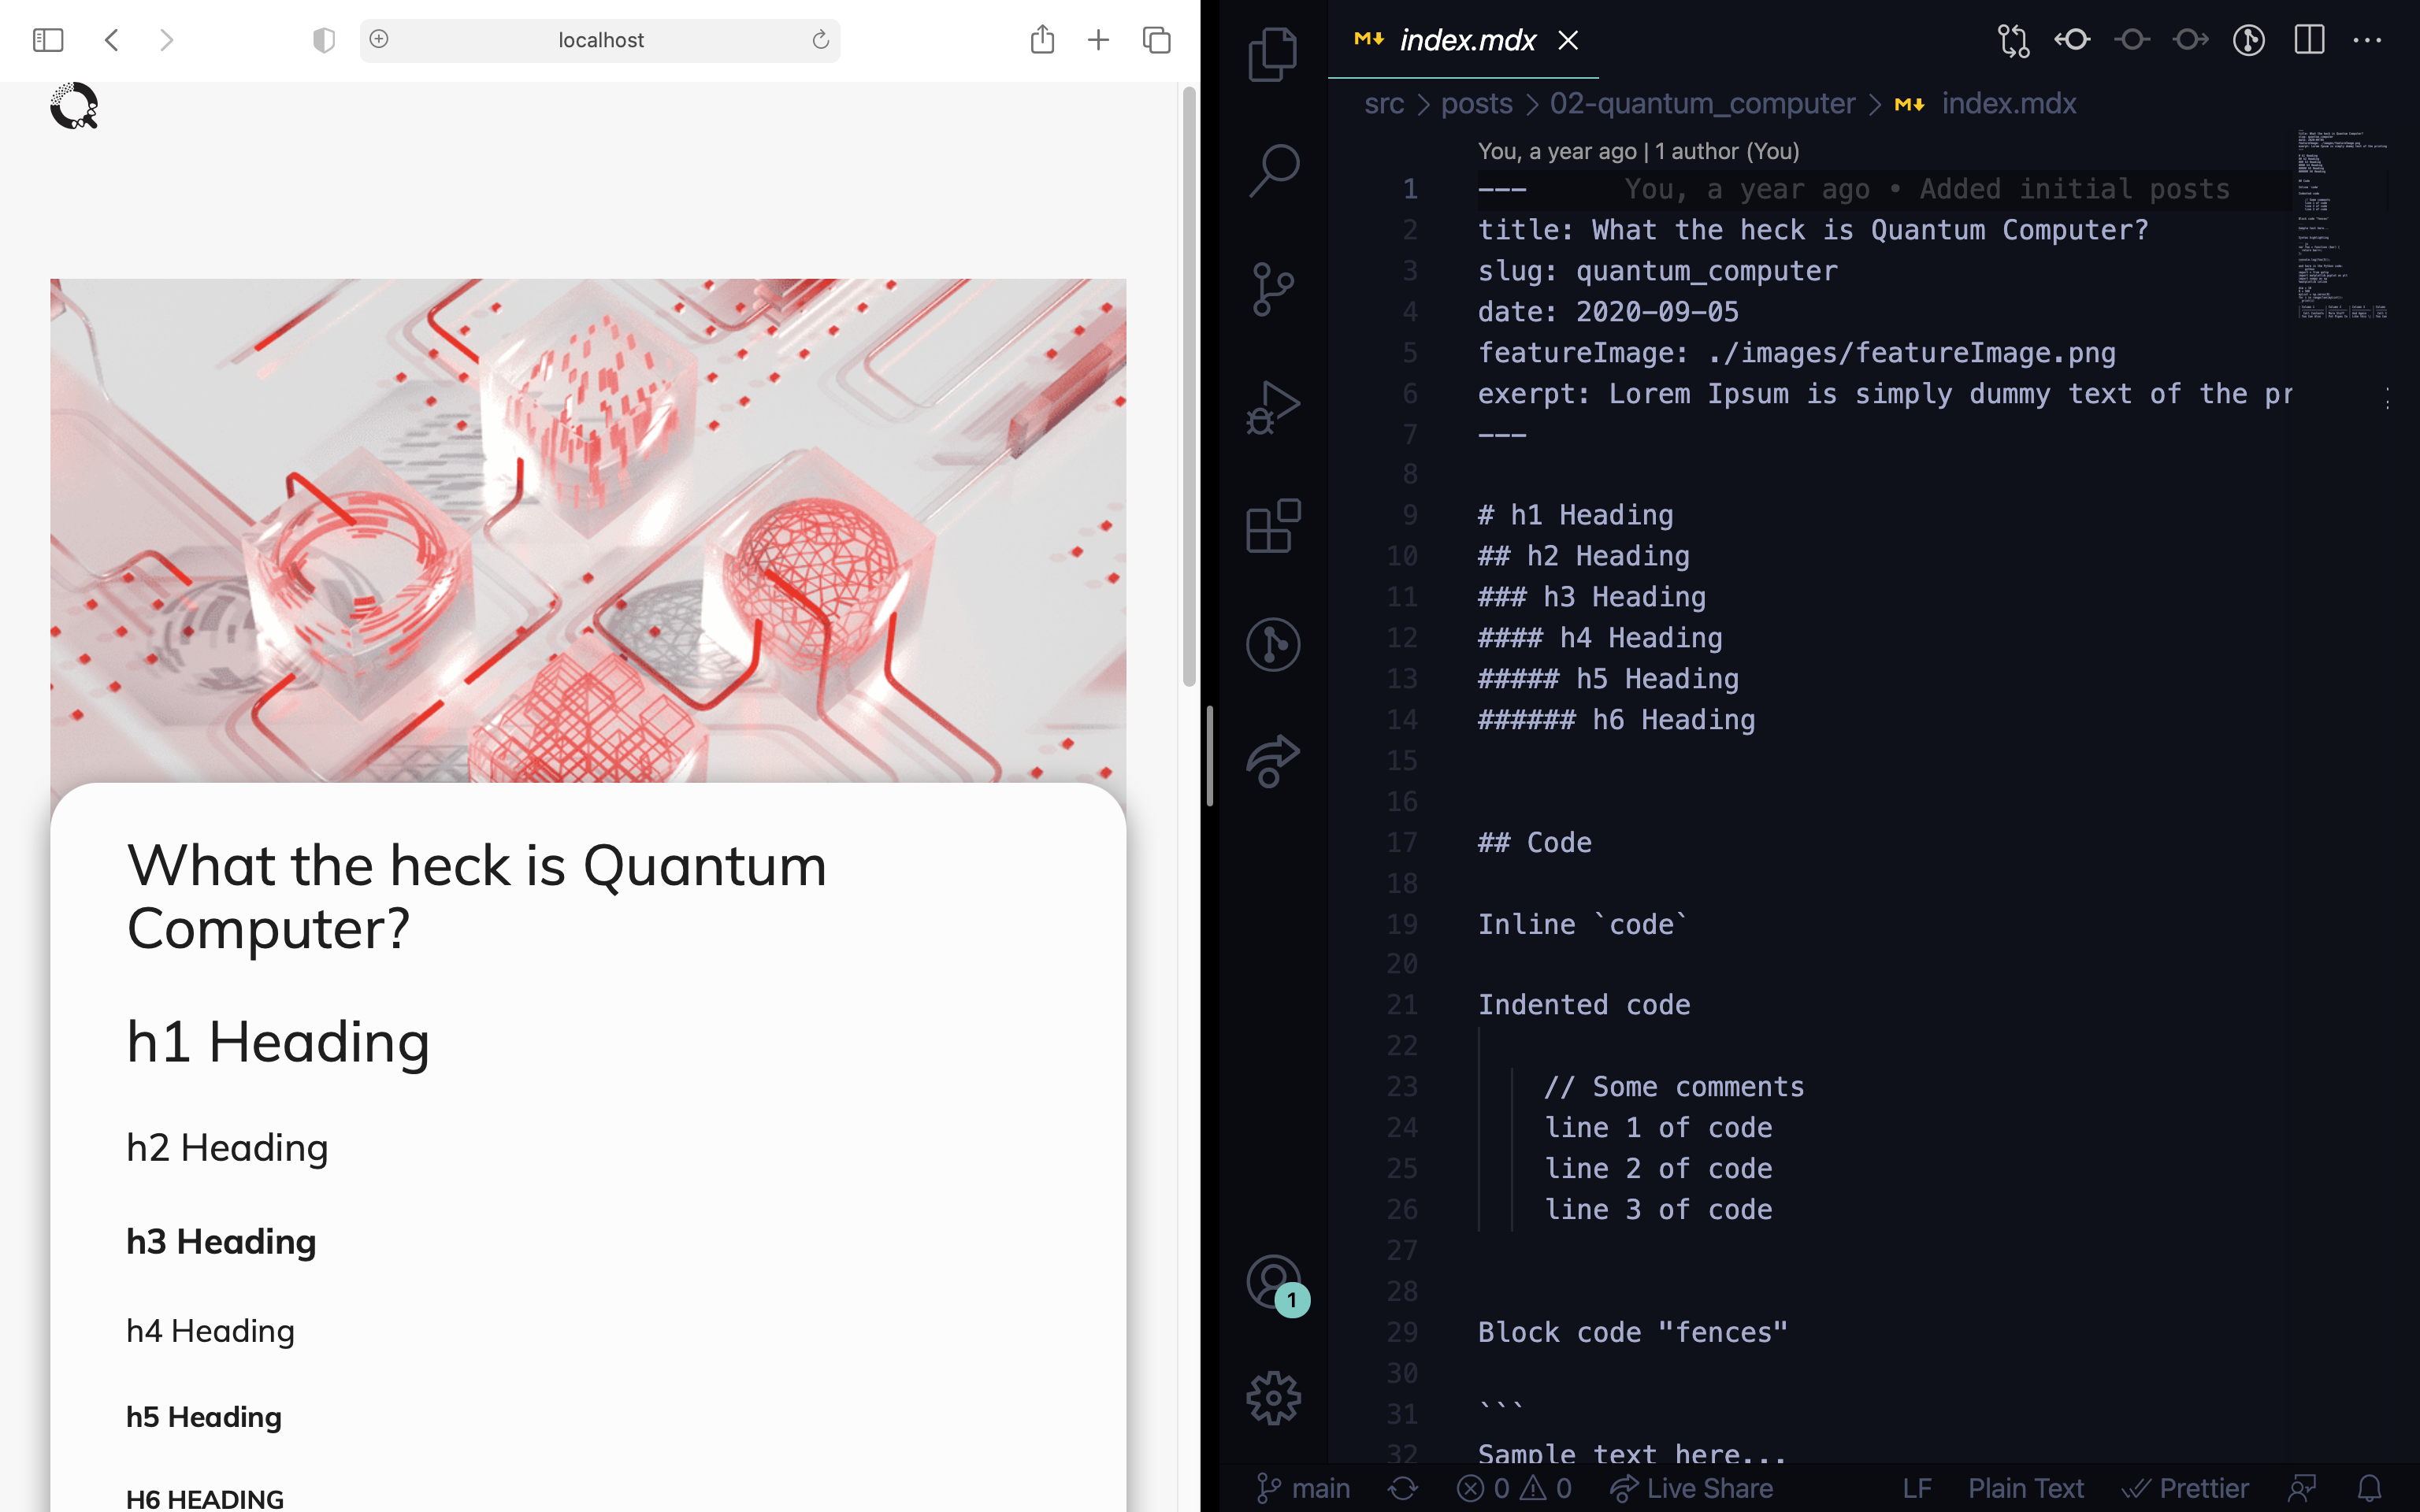 localhost
What the heck is Quantum
Computer?
h1 Heading
h2 Heading
h3 Heading
h4 Heading
h5 Heading
H6 HEADING
index.mdx
src > posts > 02-quantum_computer > index.mdx
You, a year ago | 1 author (You)
1 --- You, a year ago • Added initial posts
2 title: What the heck is Quantum Computer?
3 slug: quantum_computer
4 date: 2020-09-05
5 featureImage: ./images/featureImage.png
6 exerpt: Lorem Ipsum is simply dummy text of the pr
7 ---
8
9 # h1 Heading
10 ## h2 Heading
11 ### h3 Heading
12 #### h4 Heading
13 ##### h5 Heading
14 ###### h6 Heading
15
16
17 ## Code
18
19 Inline `code`
20
21 Indented code
22
23 // Some comments
24 line 1 of code
25 line 2 of code
26 line 3 of code
27
28
29 Block code "fences"
30
31 ```
32 Sample text here...
1
main 0 0 Live Share LF Plain Text Prettier